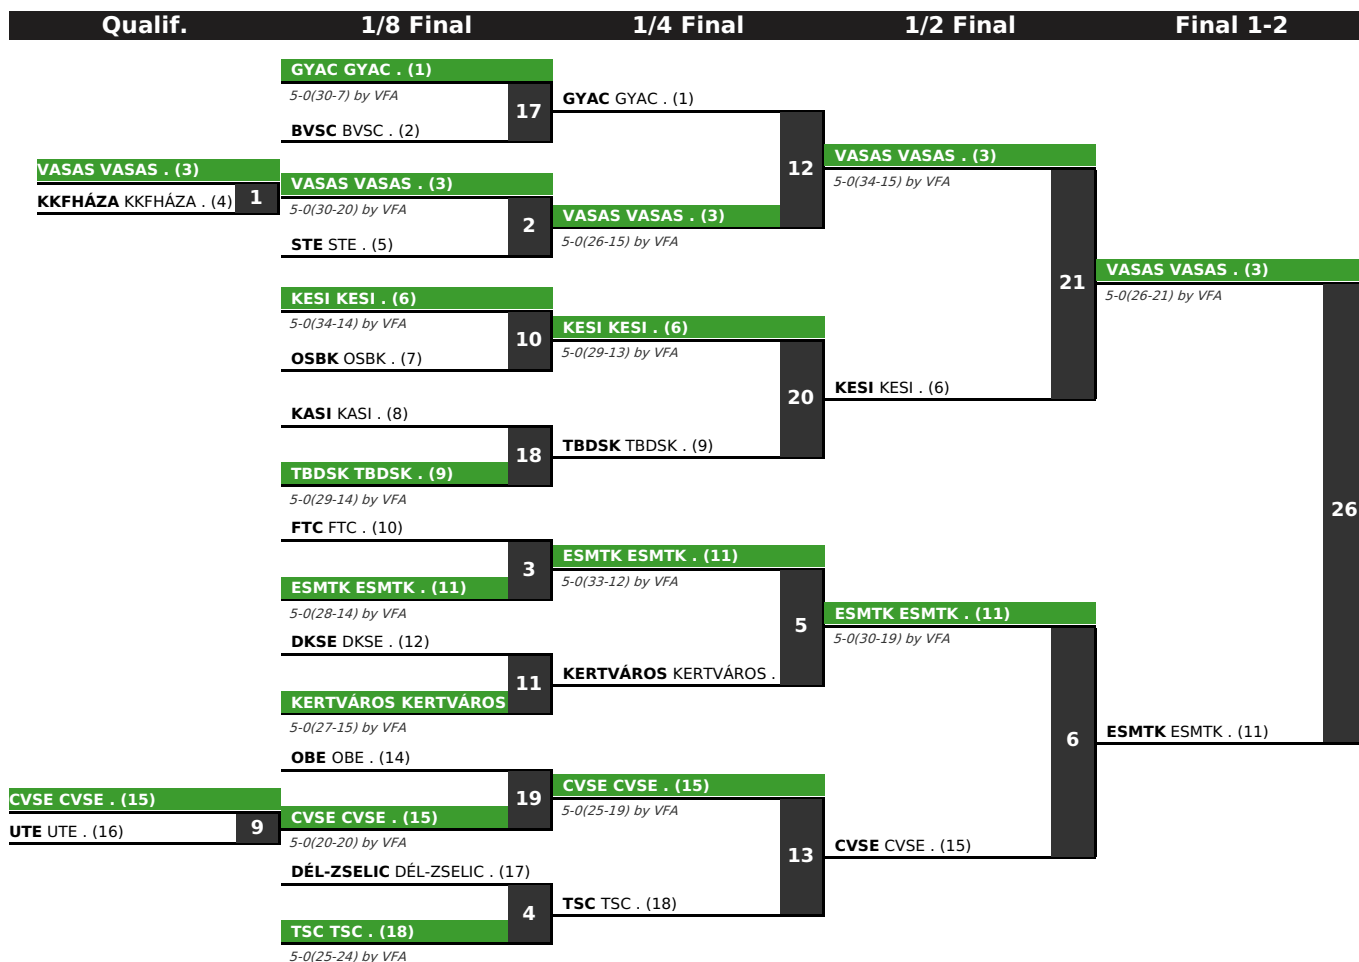 Qualif.
1/8 Final
1/4 Final
1/2 Final
Final 1-2
VASAS VASAS . (3)
KKFHÁZA KKFHÁZA . (4)
1
CVSE CVSE . (15)
UTE UTE . (16)
9
GYAC GYAC . (1)
5-0(30-7) by VFA
17
BVSC BVSC . (2)
VASAS VASAS . (3)
5-0(30-20) by VFA
2
STE STE . (5)
KESI KESI . (6)
5-0(34-14) by VFA
10
OSBK OSBK . (7)
KASI KASI . (8)
18
TBDSK TBDSK . (9)
5-0(29-14) by VFA
FTC FTC . (10)
3
ESMTK ESMTK . (11)
5-0(28-14) by VFA
DKSE DKSE . (12)
11
KERTVÁROS KERTVÁROS
5-0(27-15) by VFA
OBE OBE . (14)
19
CVSE CVSE . (15)
5-0(20-20) by VFA
DÉL-ZSELIC DÉL-ZSELIC . (17)
4
TSC TSC . (18)
5-0(25-24) by VFA
GYAC GYAC . (1)
12
VASAS VASAS . (3)
5-0(26-15) by VFA
KESI KESI . (6)
5-0(29-13) by VFA
20
TBDSK TBDSK . (9)
ESMTK ESMTK . (11)
5-0(33-12) by VFA
5
KERTVÁROS KERTVÁROS .
CVSE CVSE . (15)
5-0(25-19) by VFA
13
TSC TSC . (18)
VASAS VASAS . (3)
5-0(34-15) by VFA
21
KESI KESI . (6)
ESMTK ESMTK . (11)
5-0(30-19) by VFA
6
CVSE CVSE . (15)
VASAS VASAS . (3)
5-0(26-21) by VFA
26
ESMTK ESMTK . (11)